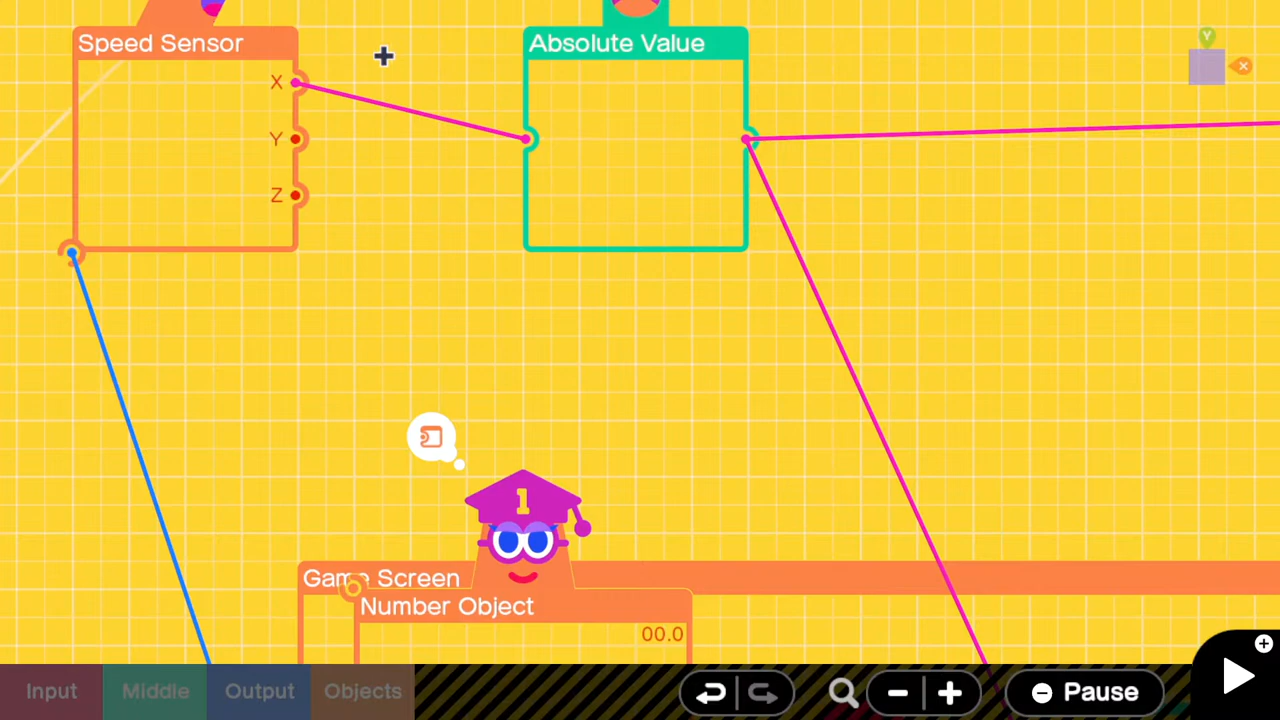 Speed Sensor
X
Y
Z
Absolute Value
Y
X
1
Game Screen
Number Object
00.0
Input
Middle
Output
Objects
Pause